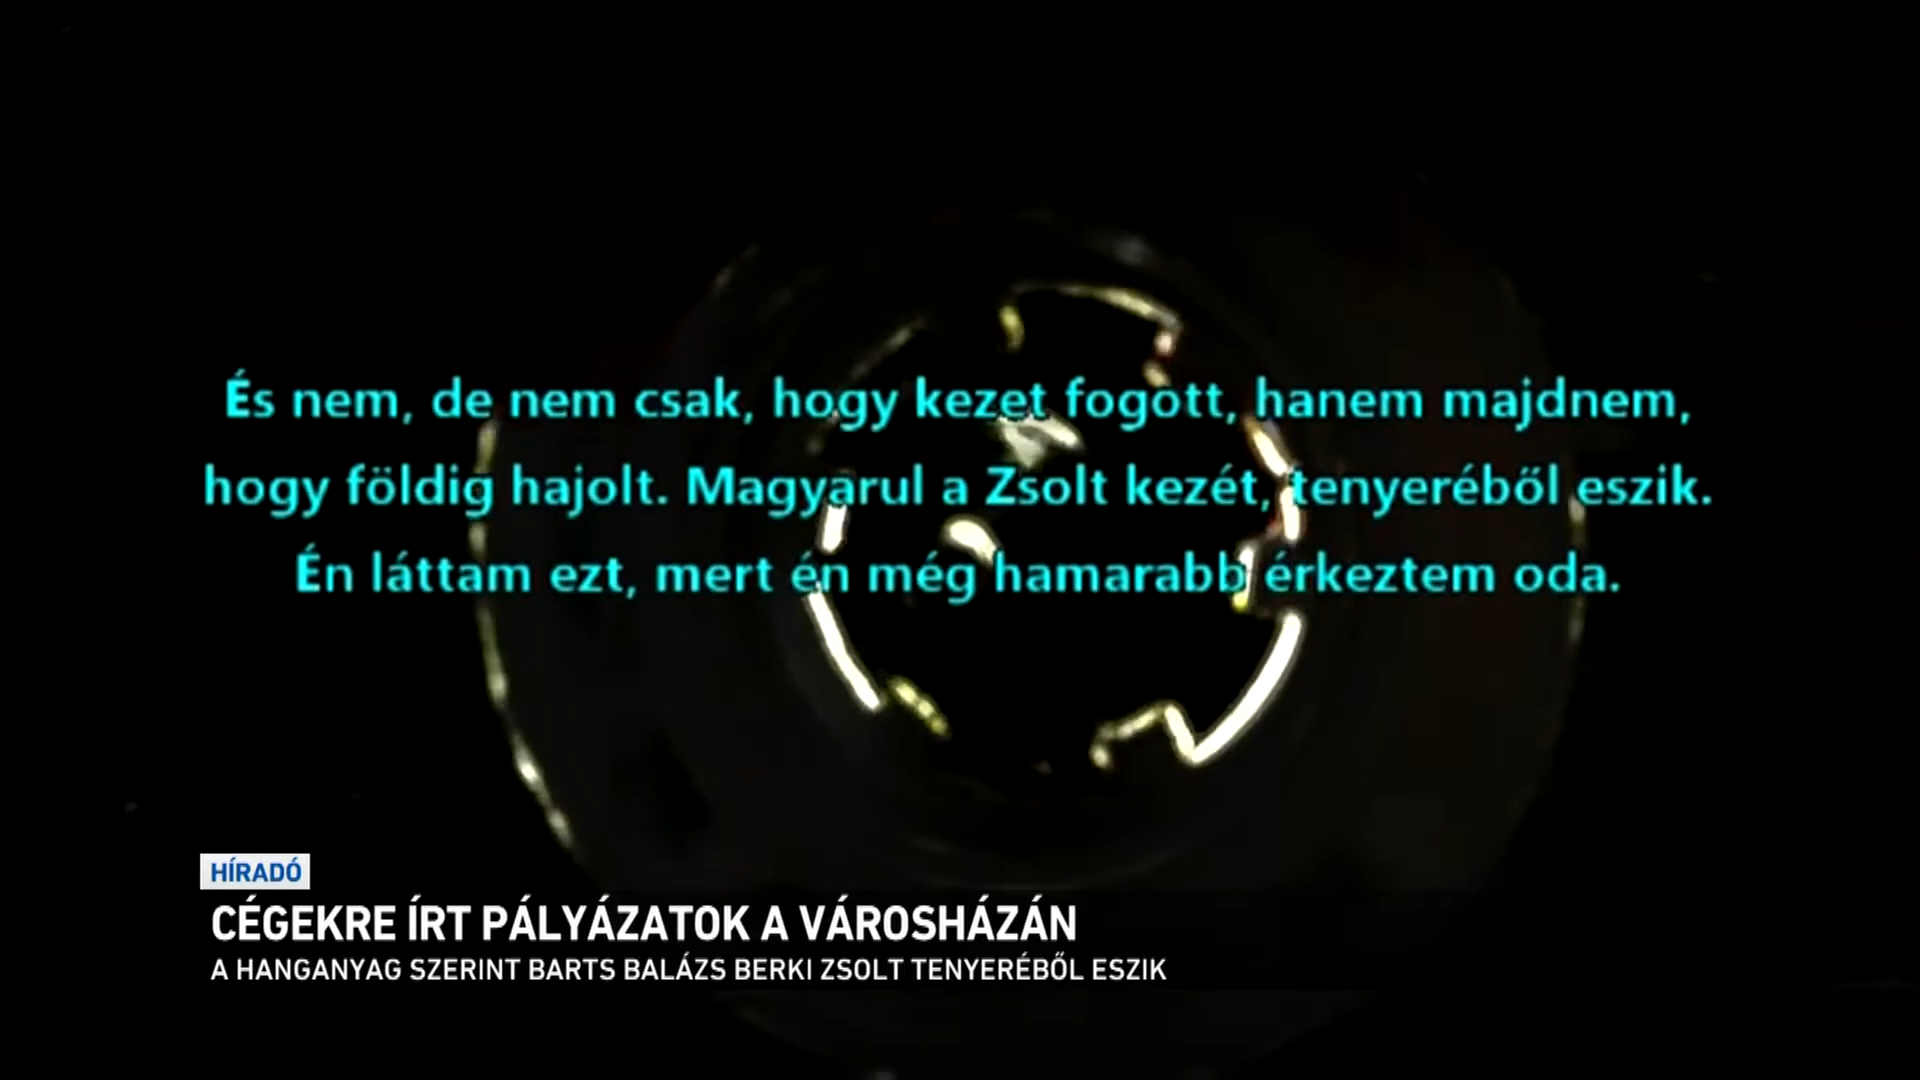 És nem, de nem csak, hogy kezet fogott, hanem majdnem,
hogy földig hajolt. Magyarul a Zsolt kezét, tenyeréből eszik.
Én láttam ezt, mert én még hamarabb érkeztem oda.
HÍRADÓ
CÉGEKRE ÍRT PÁLYÁZATOK A VÁROSHÁZÁN
A HANGANYAG SZERINT BARTS BALÁZS BERKI ZSOLT TENYERÉBŐL ESZIK